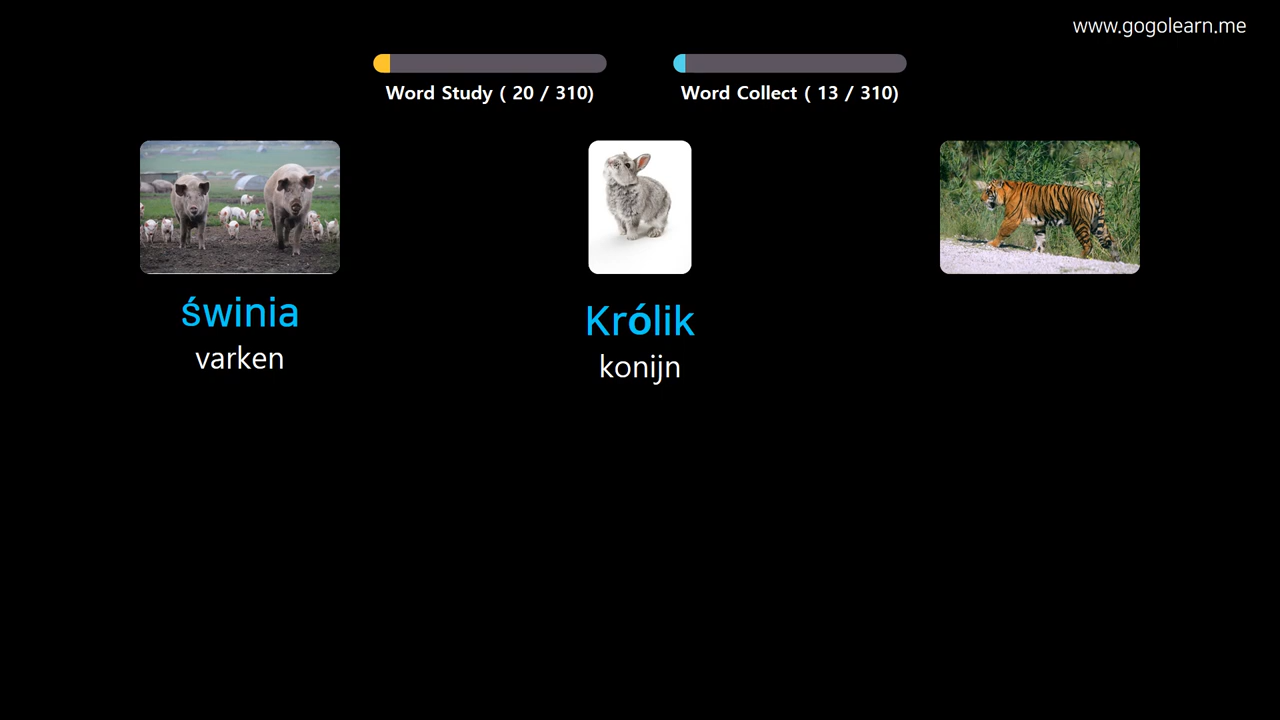 www.gogolearn.me
Word Study ( 20 / 310)
Word Collect ( 13 / 310)
świnia
varken
Królik
konijn